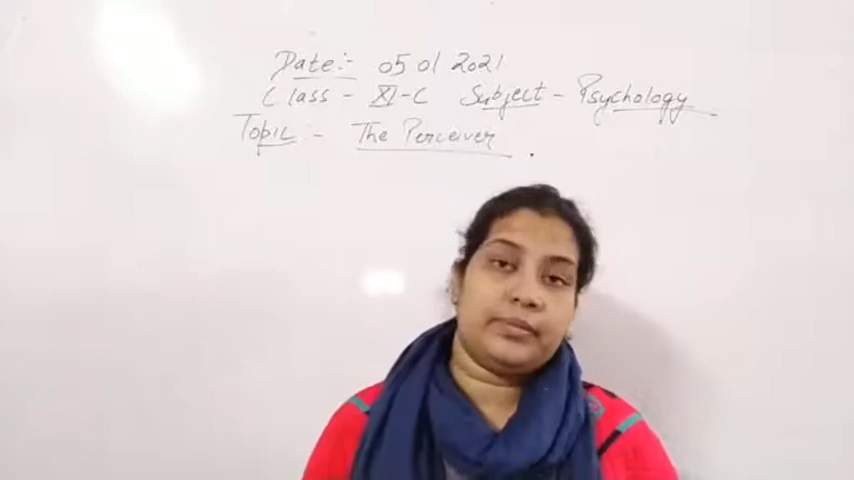 Date:- 05 01 2021
Class - XI-C Subject - Psychology
Topic :- The Perceiver.